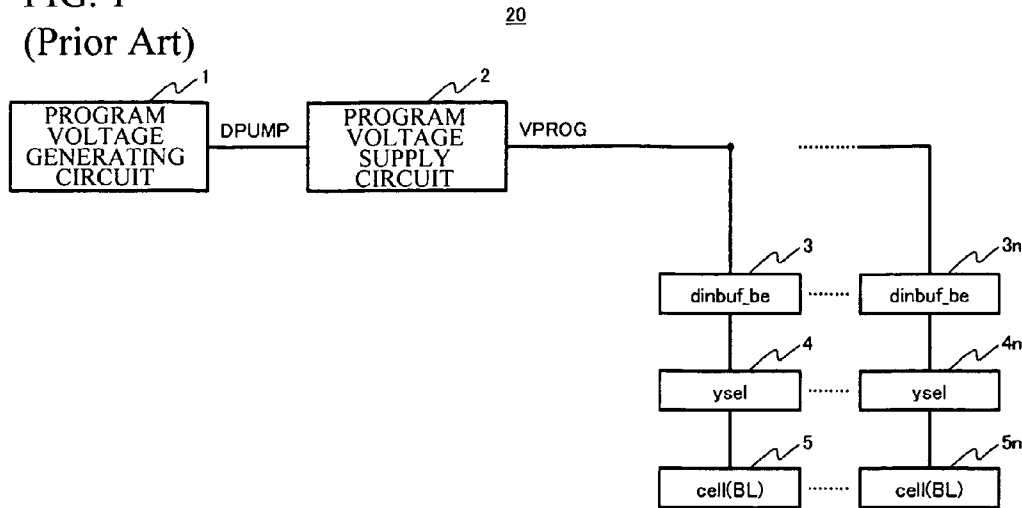 FIG. 1
(Prior Art)
20
1
PROGRAM
VOLTAGE
GENERATING
CIRCUIT
DPUMP
2
PROGRAM
VOLTAGE
SUPPLY
CIRCUIT
VPROG
3
dinbuf_be
3n
dinbuf_be
4
ysel
4n
ysel
5
cell(BL)
5n
cell(BL)